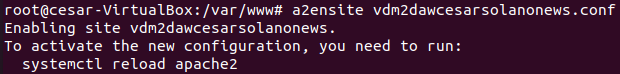 root@cesar-VirtualBox:/var/www# a2ensite vdm2dawcesarsolanonews.conf
Enabling site vdm2dawcesarsolanonews.
To activate the new configuration, you need to run:
  systemctl reload apache2